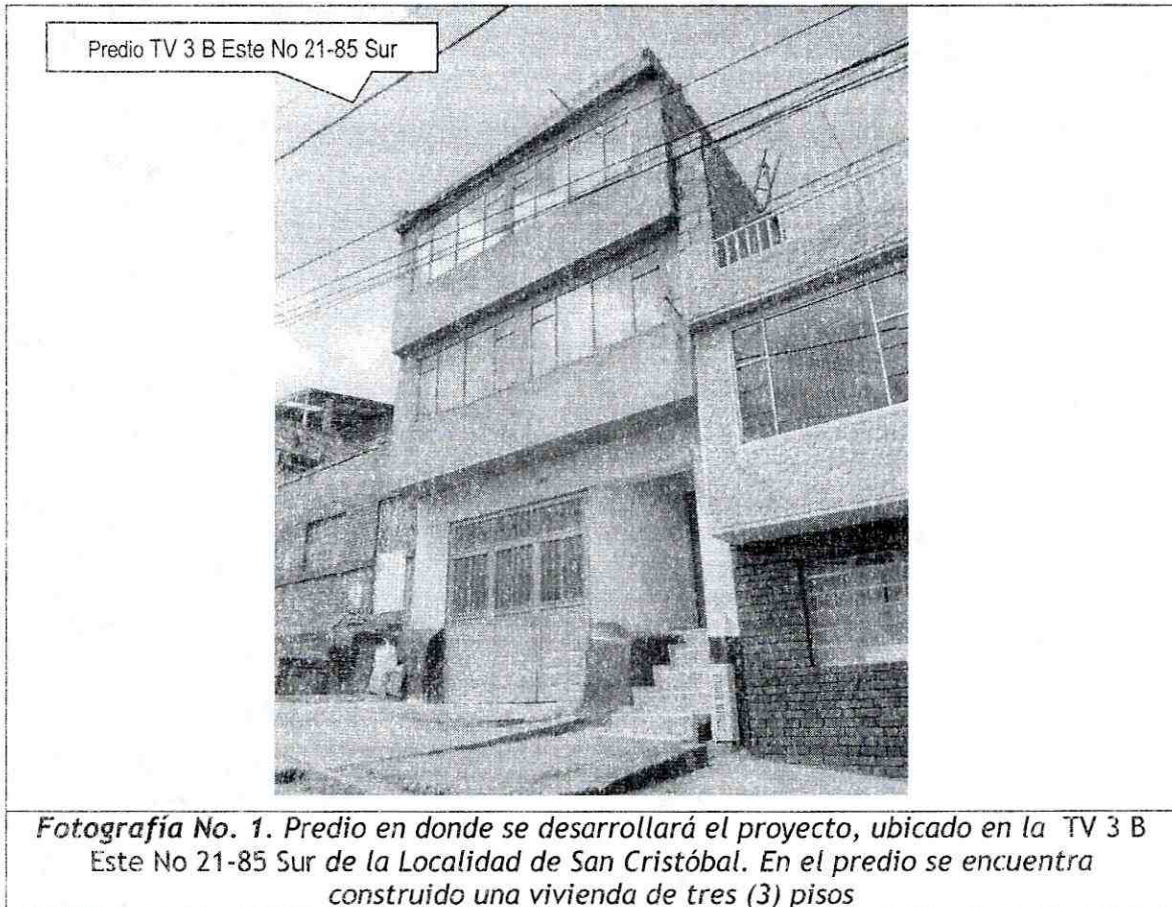 Predio TV 3 B Este No 21-85 Sur
Fotografía No. 1. Predio en donde se desarrollará el proyecto, ubicado en la TV 3 B
Este No 21-85 Sur de la Localidad de San Cristóbal. En el predio se encuentra
construido una vivienda de tres (3) pisos